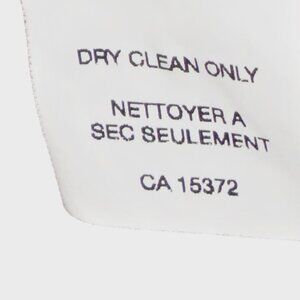 DRY CLEAN ONLY
NETTOYER A
SEC SEULEMENT
CA 15372